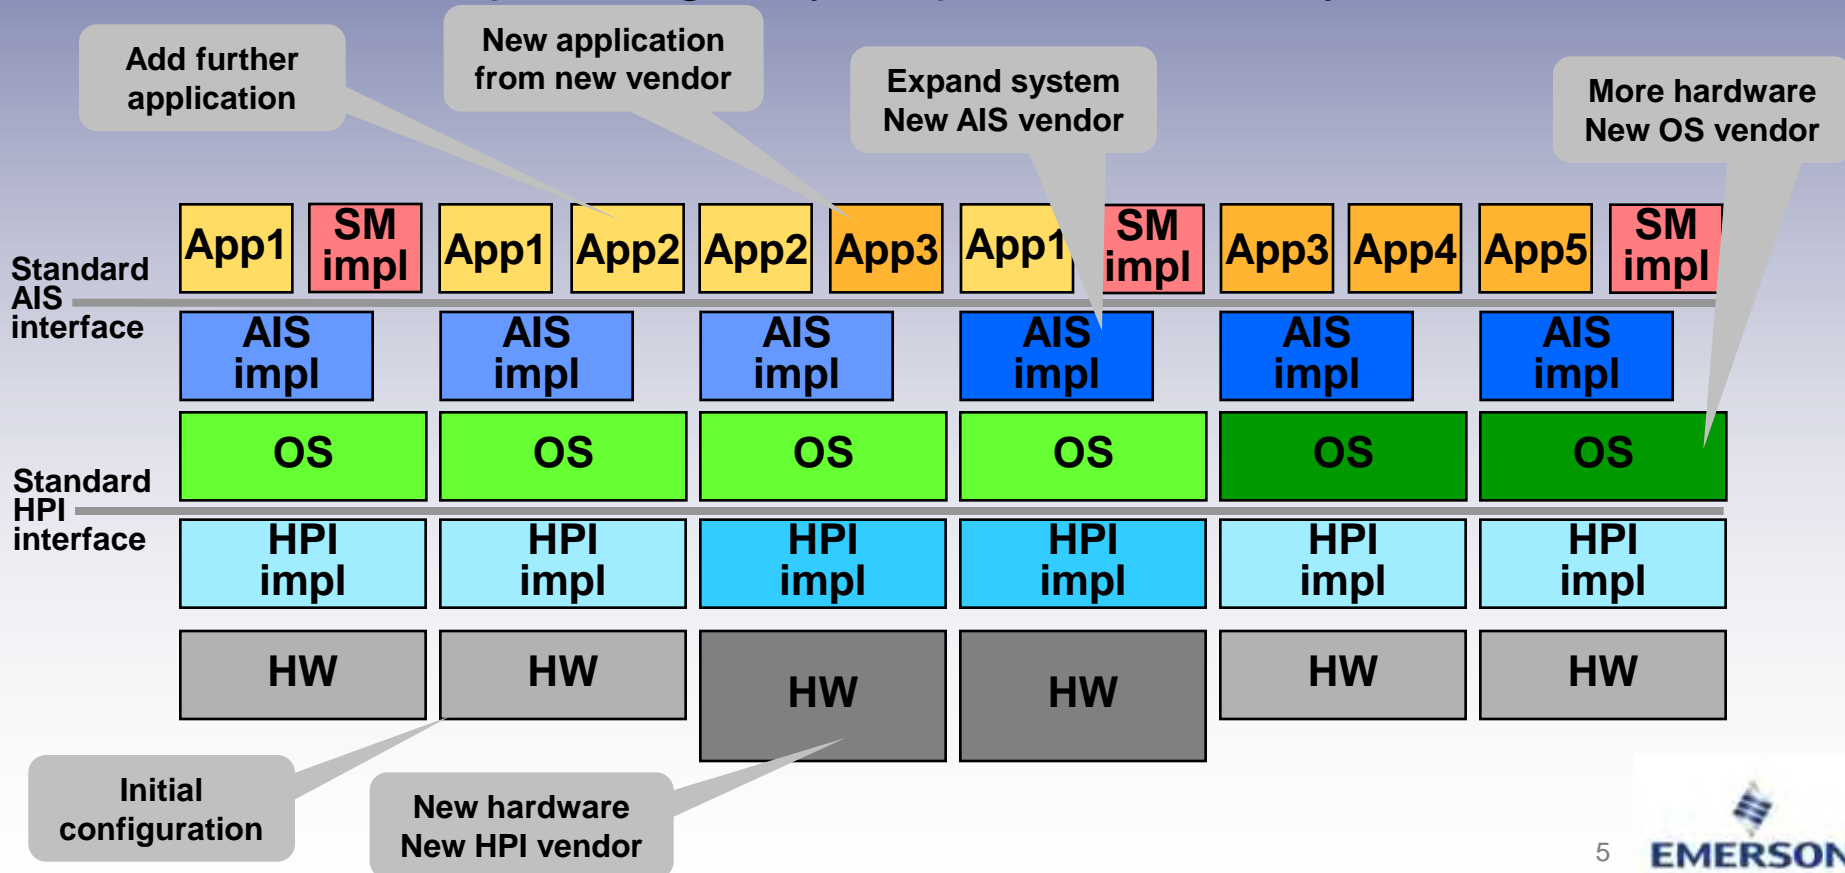 Add further
application
New application
from new vendor
Expand system
New AIS vendor
More hardware
New OS vendor
App1
SM
impl
App1
App2
App2
App3
App1
SM
impl
App3
App4
App5
SM
impl
Standard
AIS
interface
AIS
impl
AIS
impl
AIS
impl
AIS
impl
AIS
impl
AIS
impl
OS
OS
OS
OS
OS
OS
Standard
HPI
interface
HPI
impl
HPI
impl
HPI
impl
HPI
impl
HPI
impl
HPI
impl
HW
HW
HW
HW
HW
HW
Initial
configuration
New hardware
New HPI vendor
5
EMERSON